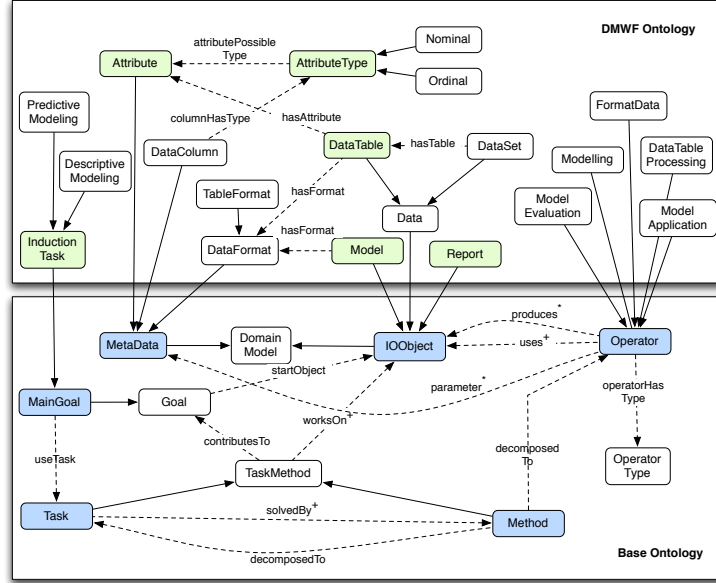 DMWF Ontology
Nominal
attributePossible
Type
Attribute
AttributeType
Ordinal
Predictive
Modeling
FormatData
columnHasType
hasAttribute
DataColumn
DataTable
hasTable
DataSet
Modelling
DataTable
Processing
Descriptive
Modeling
TableFormat
hasFormat
Data
Model
Evaluation
Model
Application
Induction
Task
DataFormat
hasFormat
Model
Report
MetaData
Domain
Model
IOObject
produces*
uses+
Operator
startObject
parameter*
operatorHas
Type
MainGoal
Goal
worksOn+
contributesTo
useTask
decomposed
To
TaskMethod
Operator
Type
Task
solvedBy+
Method
decomposedTo
Base Ontology